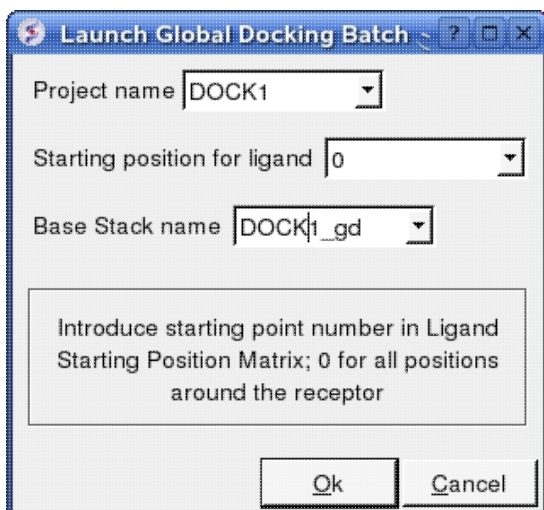 Launch Global Docking Batch
Project name DOCK1
Starting position for ligand 0
Base Stack name DOCK1_gd
Introduce starting point number in Ligand
Starting Position Matrix; 0 for all positions
around the receptor
Ok Cancel